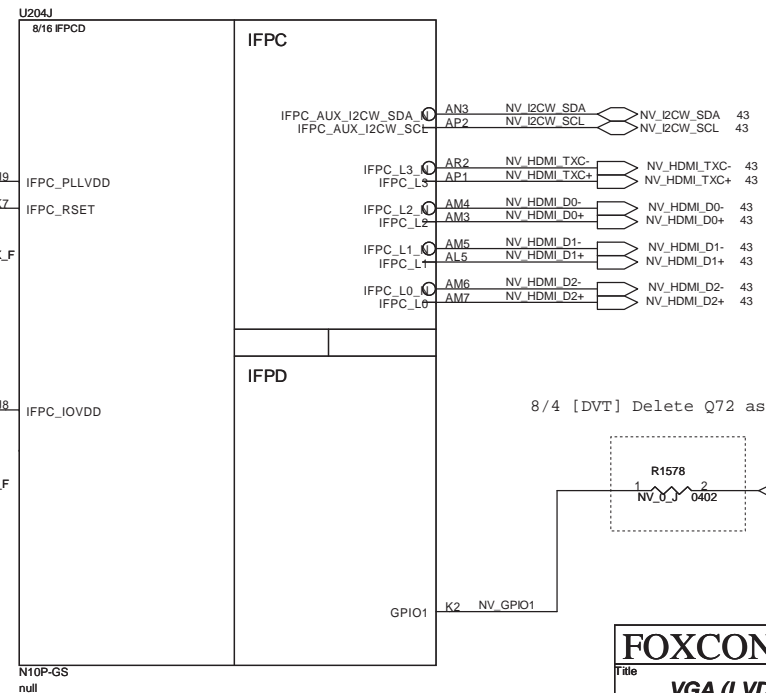 U204J
8/16 IFPCD
IFPC
IFPC_AUX_I2CW_SDA_N AN3 NV_I2CW_SDA NV_I2CW_SDA 43
IFPC_AUX_I2CW_SCL AP2 NV_I2CW_SCL NV_I2CW_SCL 43
IFPC_L3_N AR2 NV_HDMI_TXC- NV_HDMI_TXC- 43
IFPC_L3 AP1 NV_HDMI_TXC+ NV_HDMI_TXC+ 43
IFPC_PLLVDD
IFPC_RSET
IFPC_L2_N AM4 NV_HDMI_D0- NV_HDMI_D0- 43
IFPC_L2 AM3 NV_HDMI_D0+ NV_HDMI_D0+ 43
IFPC_L1_N AM5 NV_HDMI_D1- NV_HDMI_D1- 43
IFPC_L1 AL5 NV_HDMI_D1+ NV_HDMI_D1+ 43
IFPC_L0_N AM6 NV_HDMI_D2- NV_HDMI_D2- 43
IFPC_L0 AM7 NV_HDMI_D2+ NV_HDMI_D2+ 43
IFPD
IFPC_IOVDD
8/4 [DVT] Delete Q72 as
R1578
1 2
NV_0_J 0402
GPIO1 K2 NV_GPIO1
N10P-GS
null
FOXCON
Title
VGA (LVD